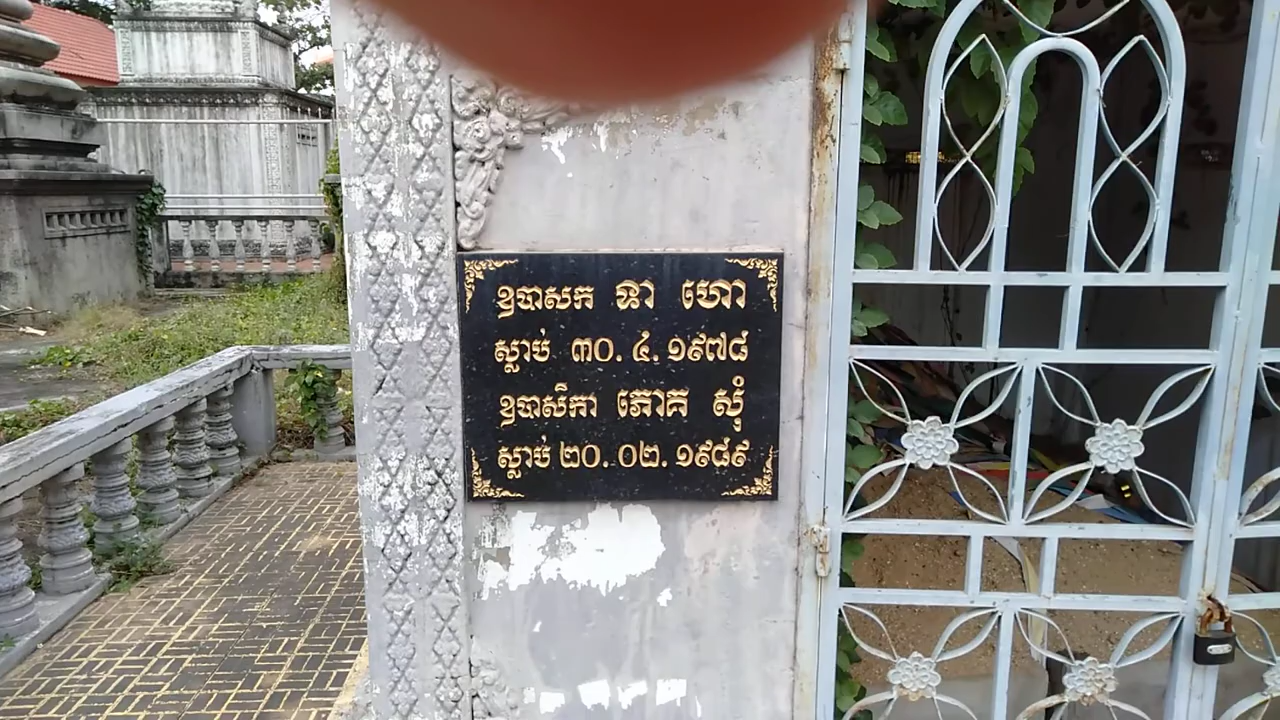 ឧបាសក ទា ហោ
ស្លាប់ ៣០. ៤. ១៩៧៨
ឧបាសិកា ភោគ សុំ
ស្លាប់ ២០. ០២. ១៩៨៩